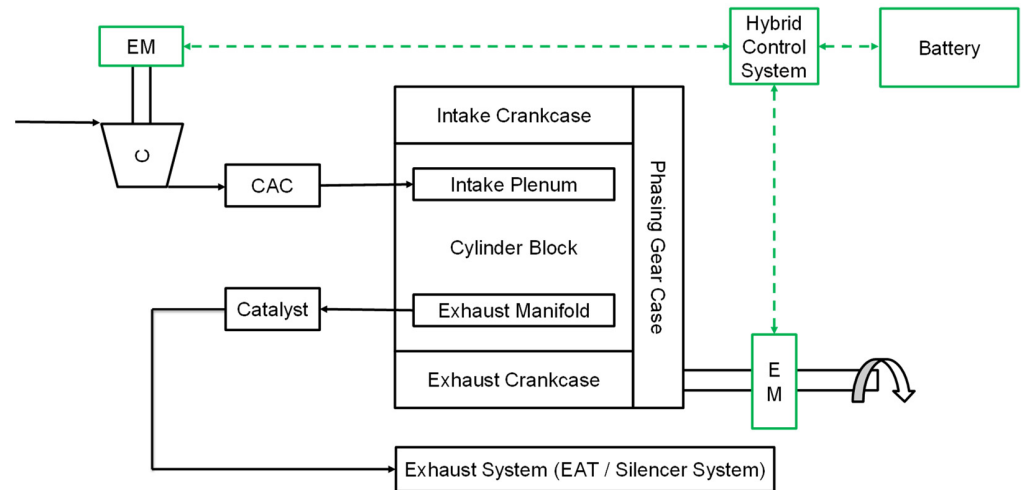 EM
Hybrid
Control
System
Battery
Intake Crankcase
C
CAC
Intake Plenum
Phasing Gear Case
Cylinder Block
Catalyst
Exhaust Manifold
E
M
Exhaust Crankcase
Exhaust System (EAT / Silencer System)